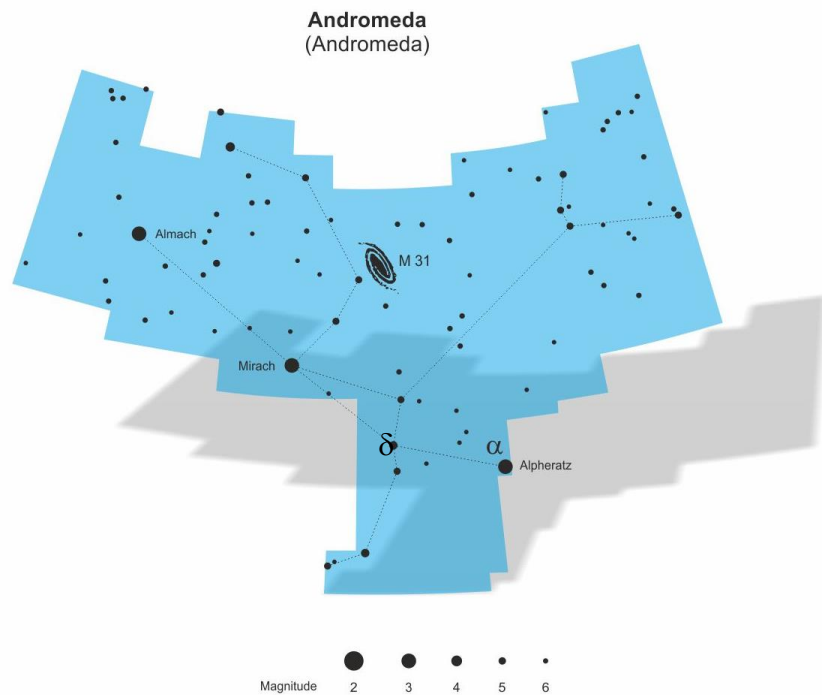 Andromeda
(Andromeda)
Almach
M 31
Mirach
δ
α
Alpheratz
Magnitude 2 3 4 5 6